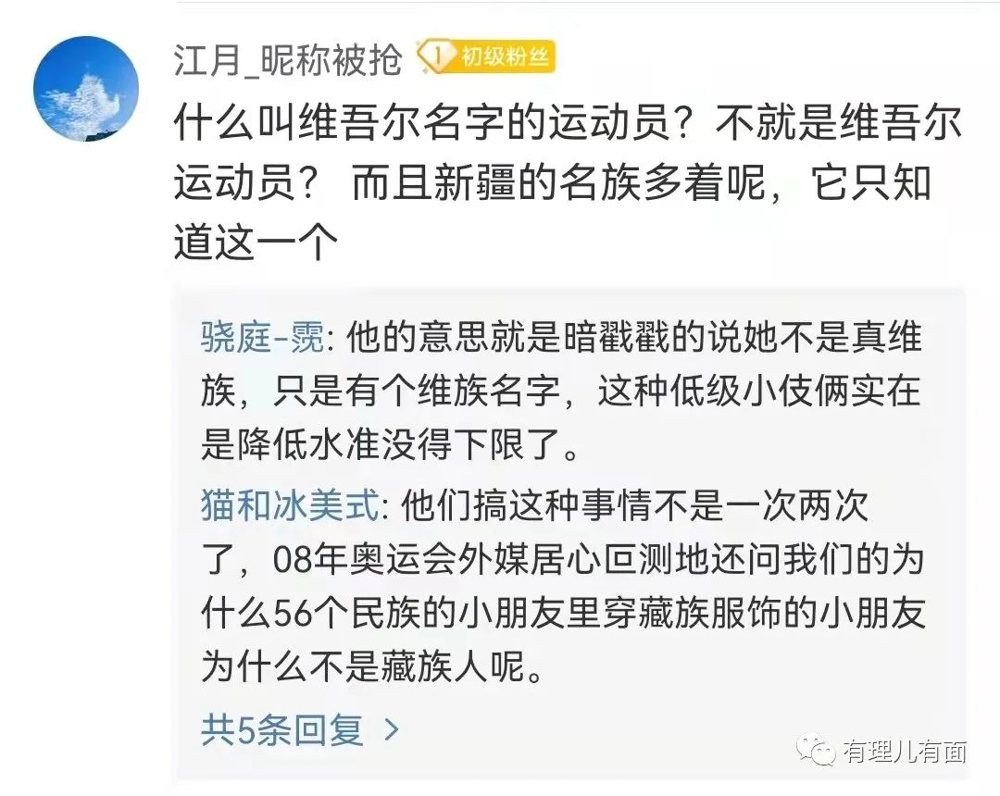 江月_昵称被抢 1 初级粉丝
什么叫维吾尔名字的运动员？不就是维吾尔
运动员？ 而且新疆的名族多着呢，它只知
道这一个
骁庭-霓: 他的意思就是暗戳戳的说她不是真维
族，只是有个维族名字，这种低级小伎俩实在
是降低水准没得下限了。
猫和冰美式: 他们搞这种事情不是一次两次
了，08年奥运会外媒居心叵测地还问我们的为
什么56个民族的小朋友里穿藏族服饰的小朋友
为什么不是藏族人呢。
共5条回复 >
有理儿有面